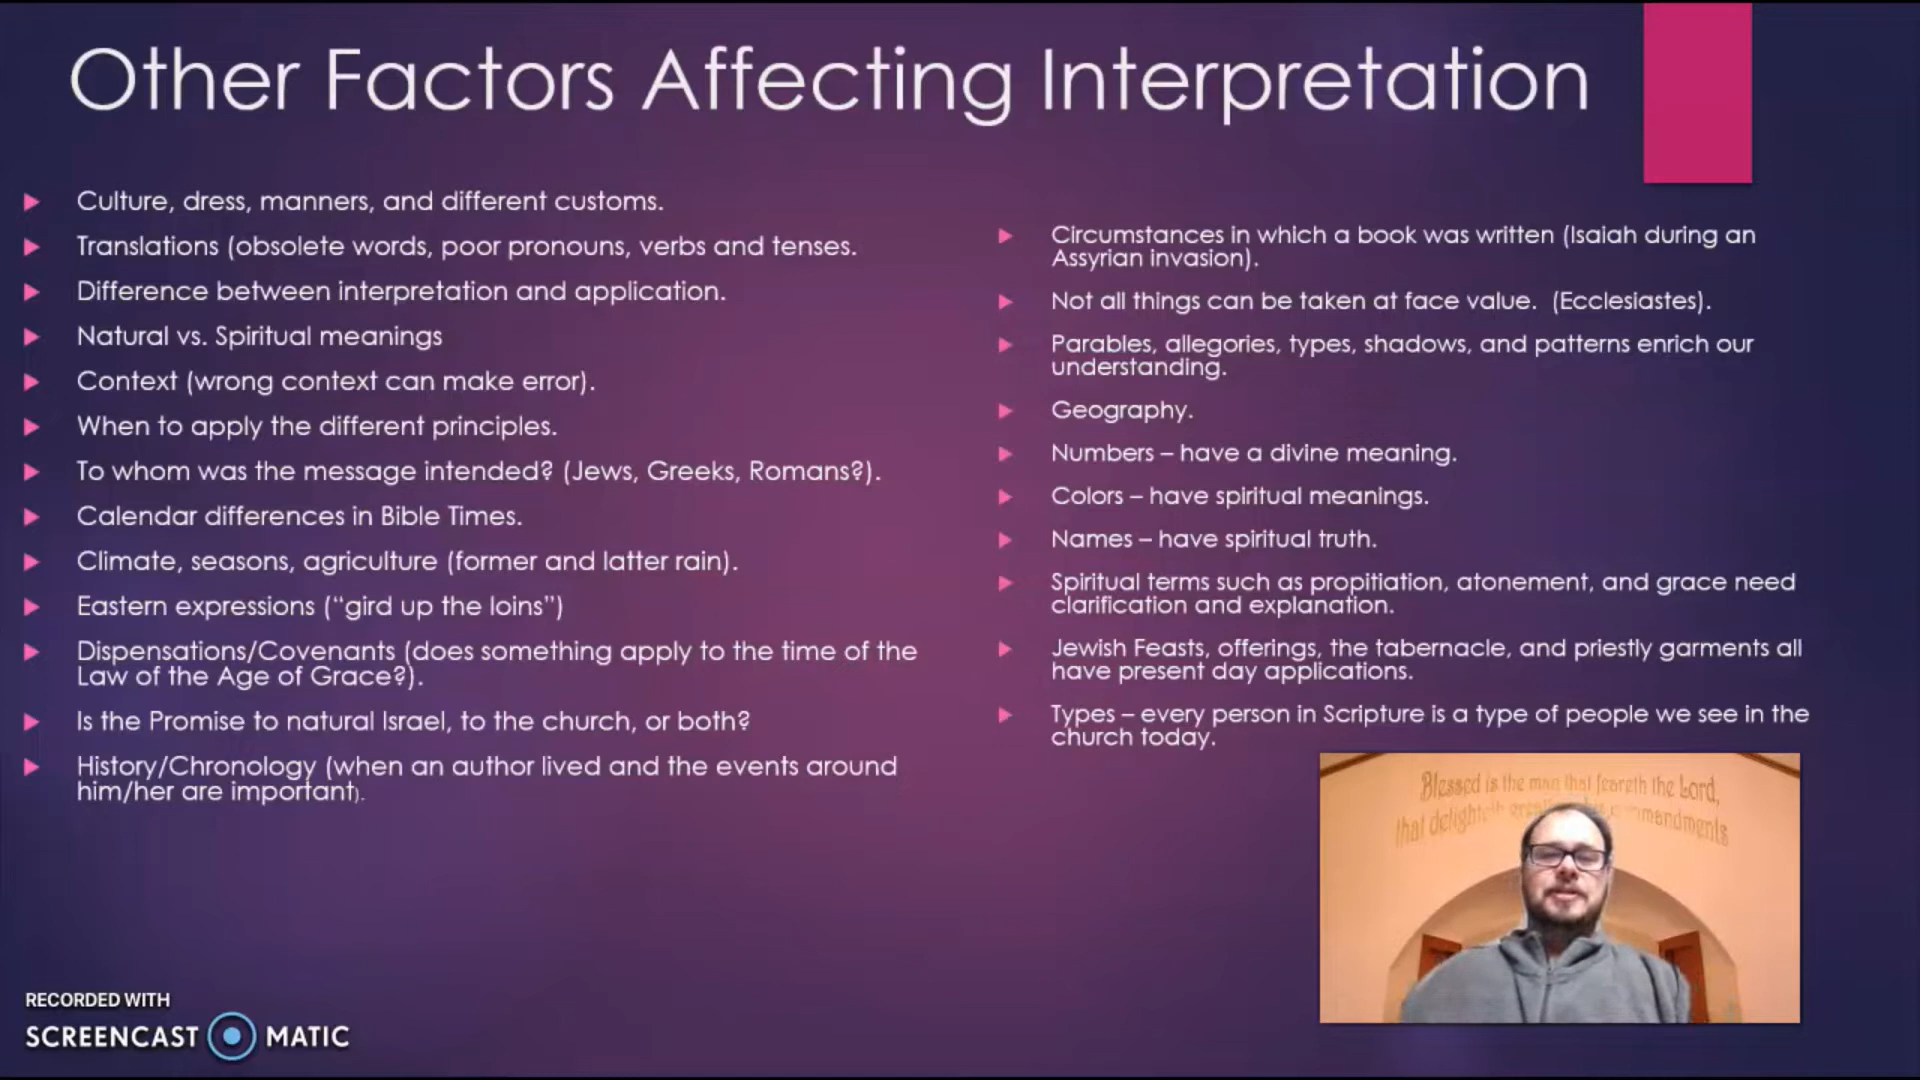 Other Factors Affecting Interpretation
Culture, dress, manners, and different customs.
Translations (obsolete words, poor pronouns, verbs and tenses.
Difference between interpretation and application.
Natural vs. Spiritual meanings
Context (wrong context can make error).
When to apply the different principles.
To whom was the message intended? (Jews, Greeks, Romans?).
Calendar differences in Bible Times.
Climate, seasons, agriculture (former and latter rain).
Eastern expressions (“gird up the loins”)
Dispensations/Covenants (does something apply to the time of the
Law of the Age of Grace?).
Is the Promise to natural Israel, to the church, or both?
History/Chronology (when an author lived and the events around
him/her are important).
Circumstances in which a book was written (Isaiah during an
Assyrian invasion).
Not all things can be taken at face value.  (Ecclesiastes).
Parables, allegories, types, shadows, and patterns enrich our
understanding.
Geography.
Numbers – have a divine meaning.
Colors – have spiritual meanings.
Names – have spiritual truth.
Spiritual terms such as propitiation, atonement, and grace need
clarification and explanation.
Jewish Feasts, offerings, the tabernacle, and priestly garments all
have present day applications.
Types – every person in Scripture is a type of people we see in the
church today.
Blessed is the man that feareth the Lord,
that
RECORDED WITH
SCREENCAST MATIC